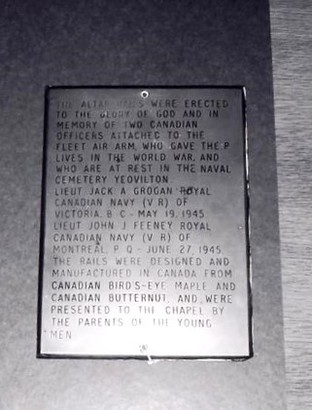 THE ALTAR RAILS WERE ERECTED
TO THE GLORY OF GOD AND IN
MEMORY OF TWO CANADIAN
OFFICERS ATTACHED TO THE
FLEET AIR ARM, WHO GAVE THEIR
LIVES IN THE WORLD WAR, AND
WHO ARE AT REST IN THE NAVAL
CEMETERY YEOVILTON.
LIEUT JACK A GROGAN ROYAL
CANADIAN NAVY (V R) OF
VICTORIA. B. C - MAY 19, 1945
LIEUT JOHN J FEENEY ROYAL
CANADIAN NAVY (V R) OF
MONTREAL, P. Q - JUNE 27, 1945.
THE RAILS WERE DESIGNED AND
MANUFACTURED IN CANADA FROM
CANADIAN BIRD'S-EYE MAPLE AND
CANADIAN BUTTERNUT, AND, WERE
PRESENTED TO THE CHAPEL BY
THE PARENTS OF THE YOUNG
MEN